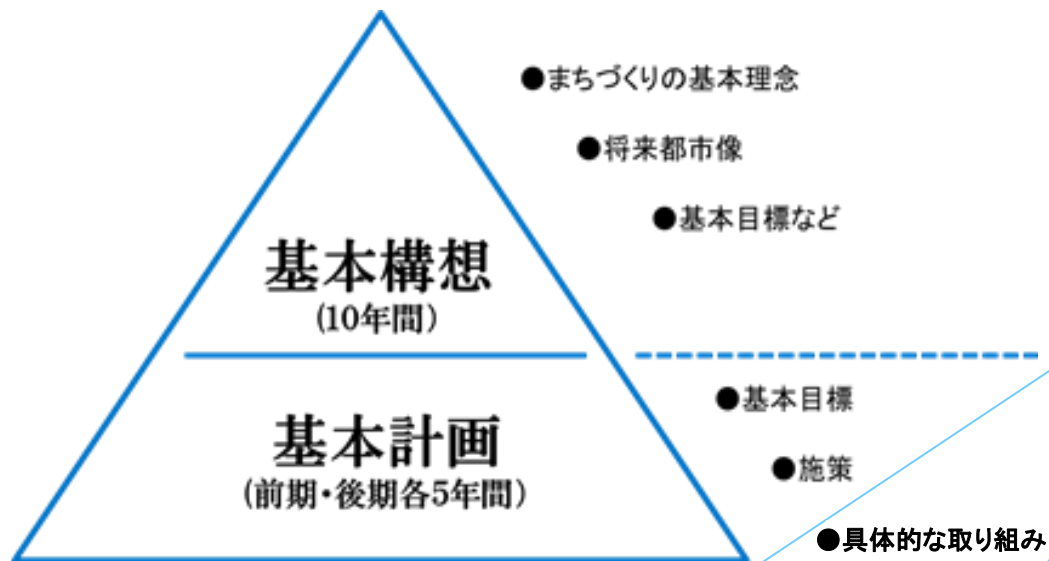 ●まちづくりの基本理念
●将来都市像
●基本目標など
基本構想
(10年間)
基本計画
(前期・後期各5年間)
●基本目標
●施策
●具体的な取り組み